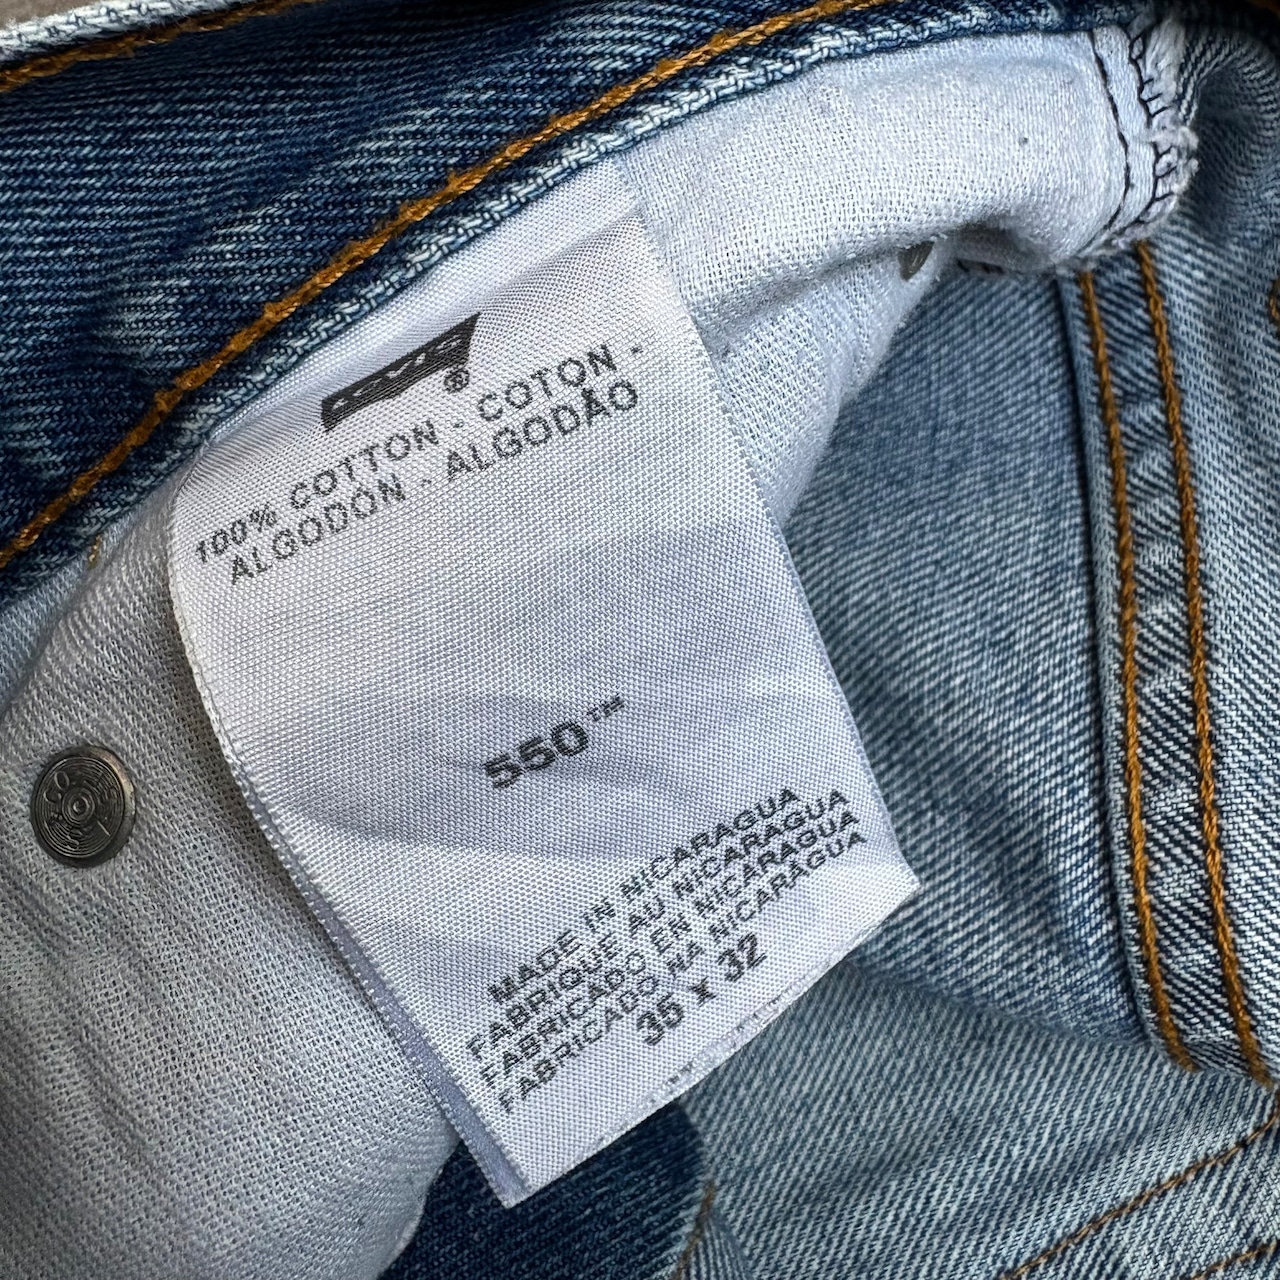 LEVI'S®
100% COTTON - COTON -
ALGODÓN - ALGODÃO
550™
MADE IN NICARAGUA
FABRIQUE AU NICARAGUA
FABRICADO EN NICARAGUA
FABRICADO NA NICARAGUA
35 x 32